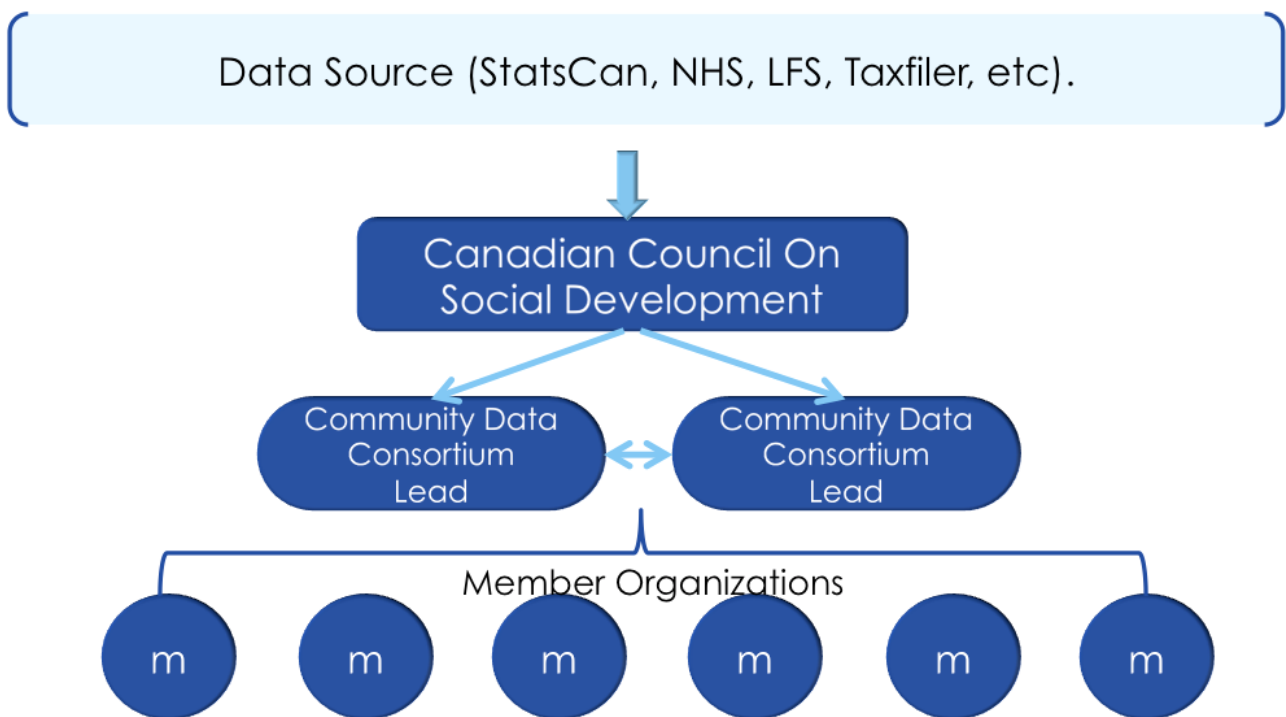 Data Source (StatsCan, NHS, LFS, Taxfiler, etc).
Canadian Council On
Social Development
Community Data
Consortium
Lead
Community Data
Consortium
Lead
Member Organizations
m
m
m
m
m
m